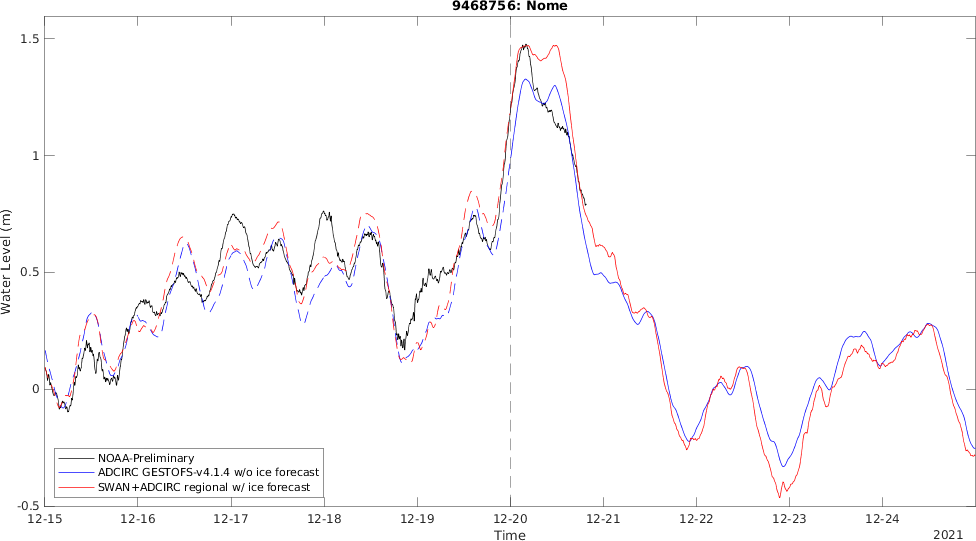 9468756: Nome
Water Level (m)
1.5
1
0.5
0
-0.5
NOAA-Preliminary
ADCIRC GESTOFS-v4.1.4 w/o ice forecast
SWAN+ADCIRC regional w/ ice forecast
12-15 12-16 12-17 12-18 12-19 12-20 12-21 12-22 12-23 12-24
Time
2021